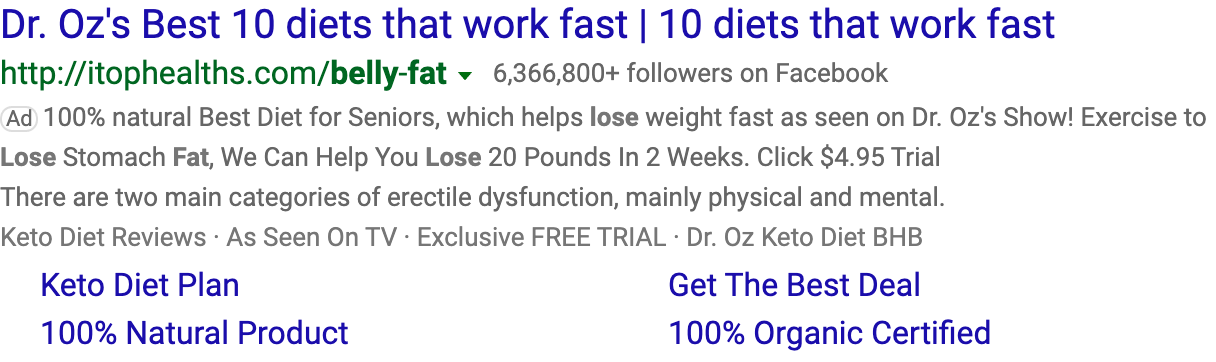 Dr. Oz's Best 10 diets that work fast | 10 diets that work fast
http://itophealths.com/belly-fat 6,366,800+ followers on Facebook
Ad 100% natural Best Diet for Seniors, which helps lose weight fast as seen on Dr. Oz's Show! Exercise to
Lose Stomach Fat, We Can Help You Lose 20 Pounds In 2 Weeks. Click $4.95 Trial
There are two main categories of erectile dysfunction, mainly physical and mental.
Keto Diet Reviews · As Seen On TV · Exclusive FREE TRIAL · Dr. Oz Keto Diet BHB
Keto Diet Plan Get The Best Deal
100% Natural Product 100% Organic Certified